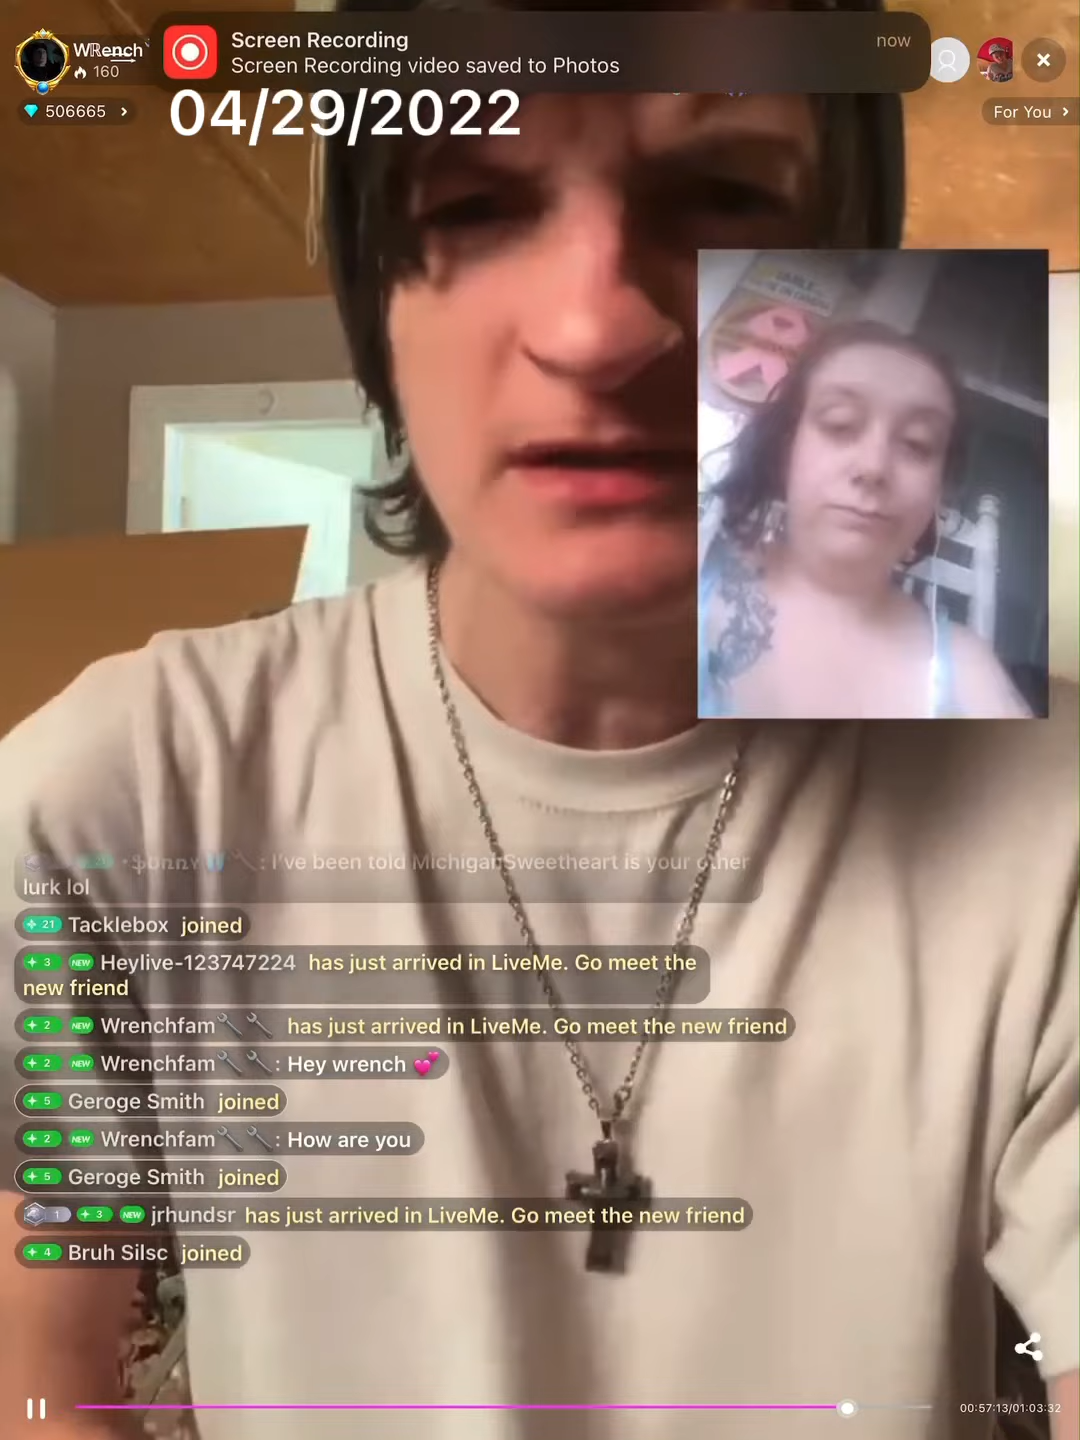 Screen Recording
now
Screen Recording video saved to Photos
WRench
160
506665
04/29/2022
For You
$onny: I've been told MichiganSweetheart is your other
lurk lol
21 Tacklebox joined
3 NEW Heylive-123747224 has just arrived in LiveMe. Go meet the
new friend
2 NEW Wrenchfam🔧🔧 has just arrived in LiveMe. Go meet the new friend
2 NEW Wrenchfam🔧🔧: Hey wrench 💕
5 Geroge Smith joined
2 NEW Wrenchfam🔧🔧: How are you
5 Geroge Smith joined
1 3 NEW jrhundsr has just arrived in LiveMe. Go meet the new friend
4 Bruh Silsc joined
00:57:13/01:03:32